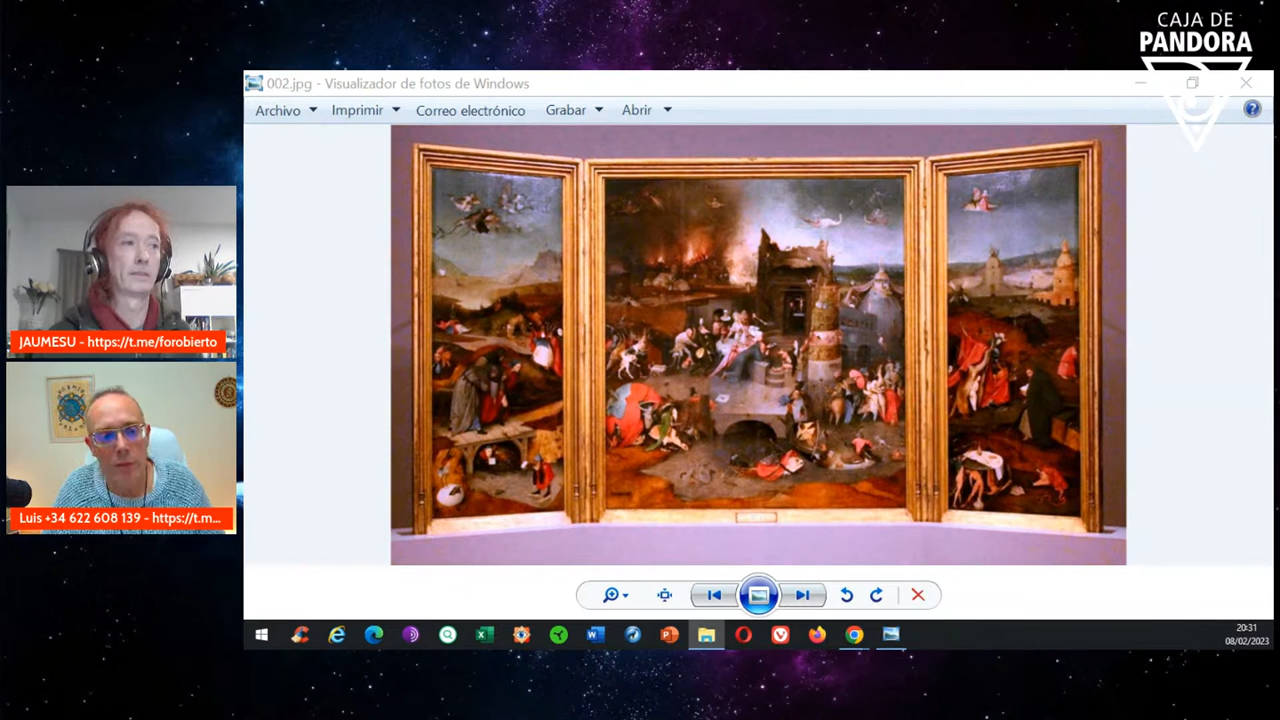 CAJA DE
PANDORA
002.jpg - Visualizador de fotos de Windows
Archivo Imprimir Correo electrónico Grabar Abrir
JAUMESU - https://t.me/forobierto
Luis +34 622 608 139 - https://t.m...
20:31
08/02/2023